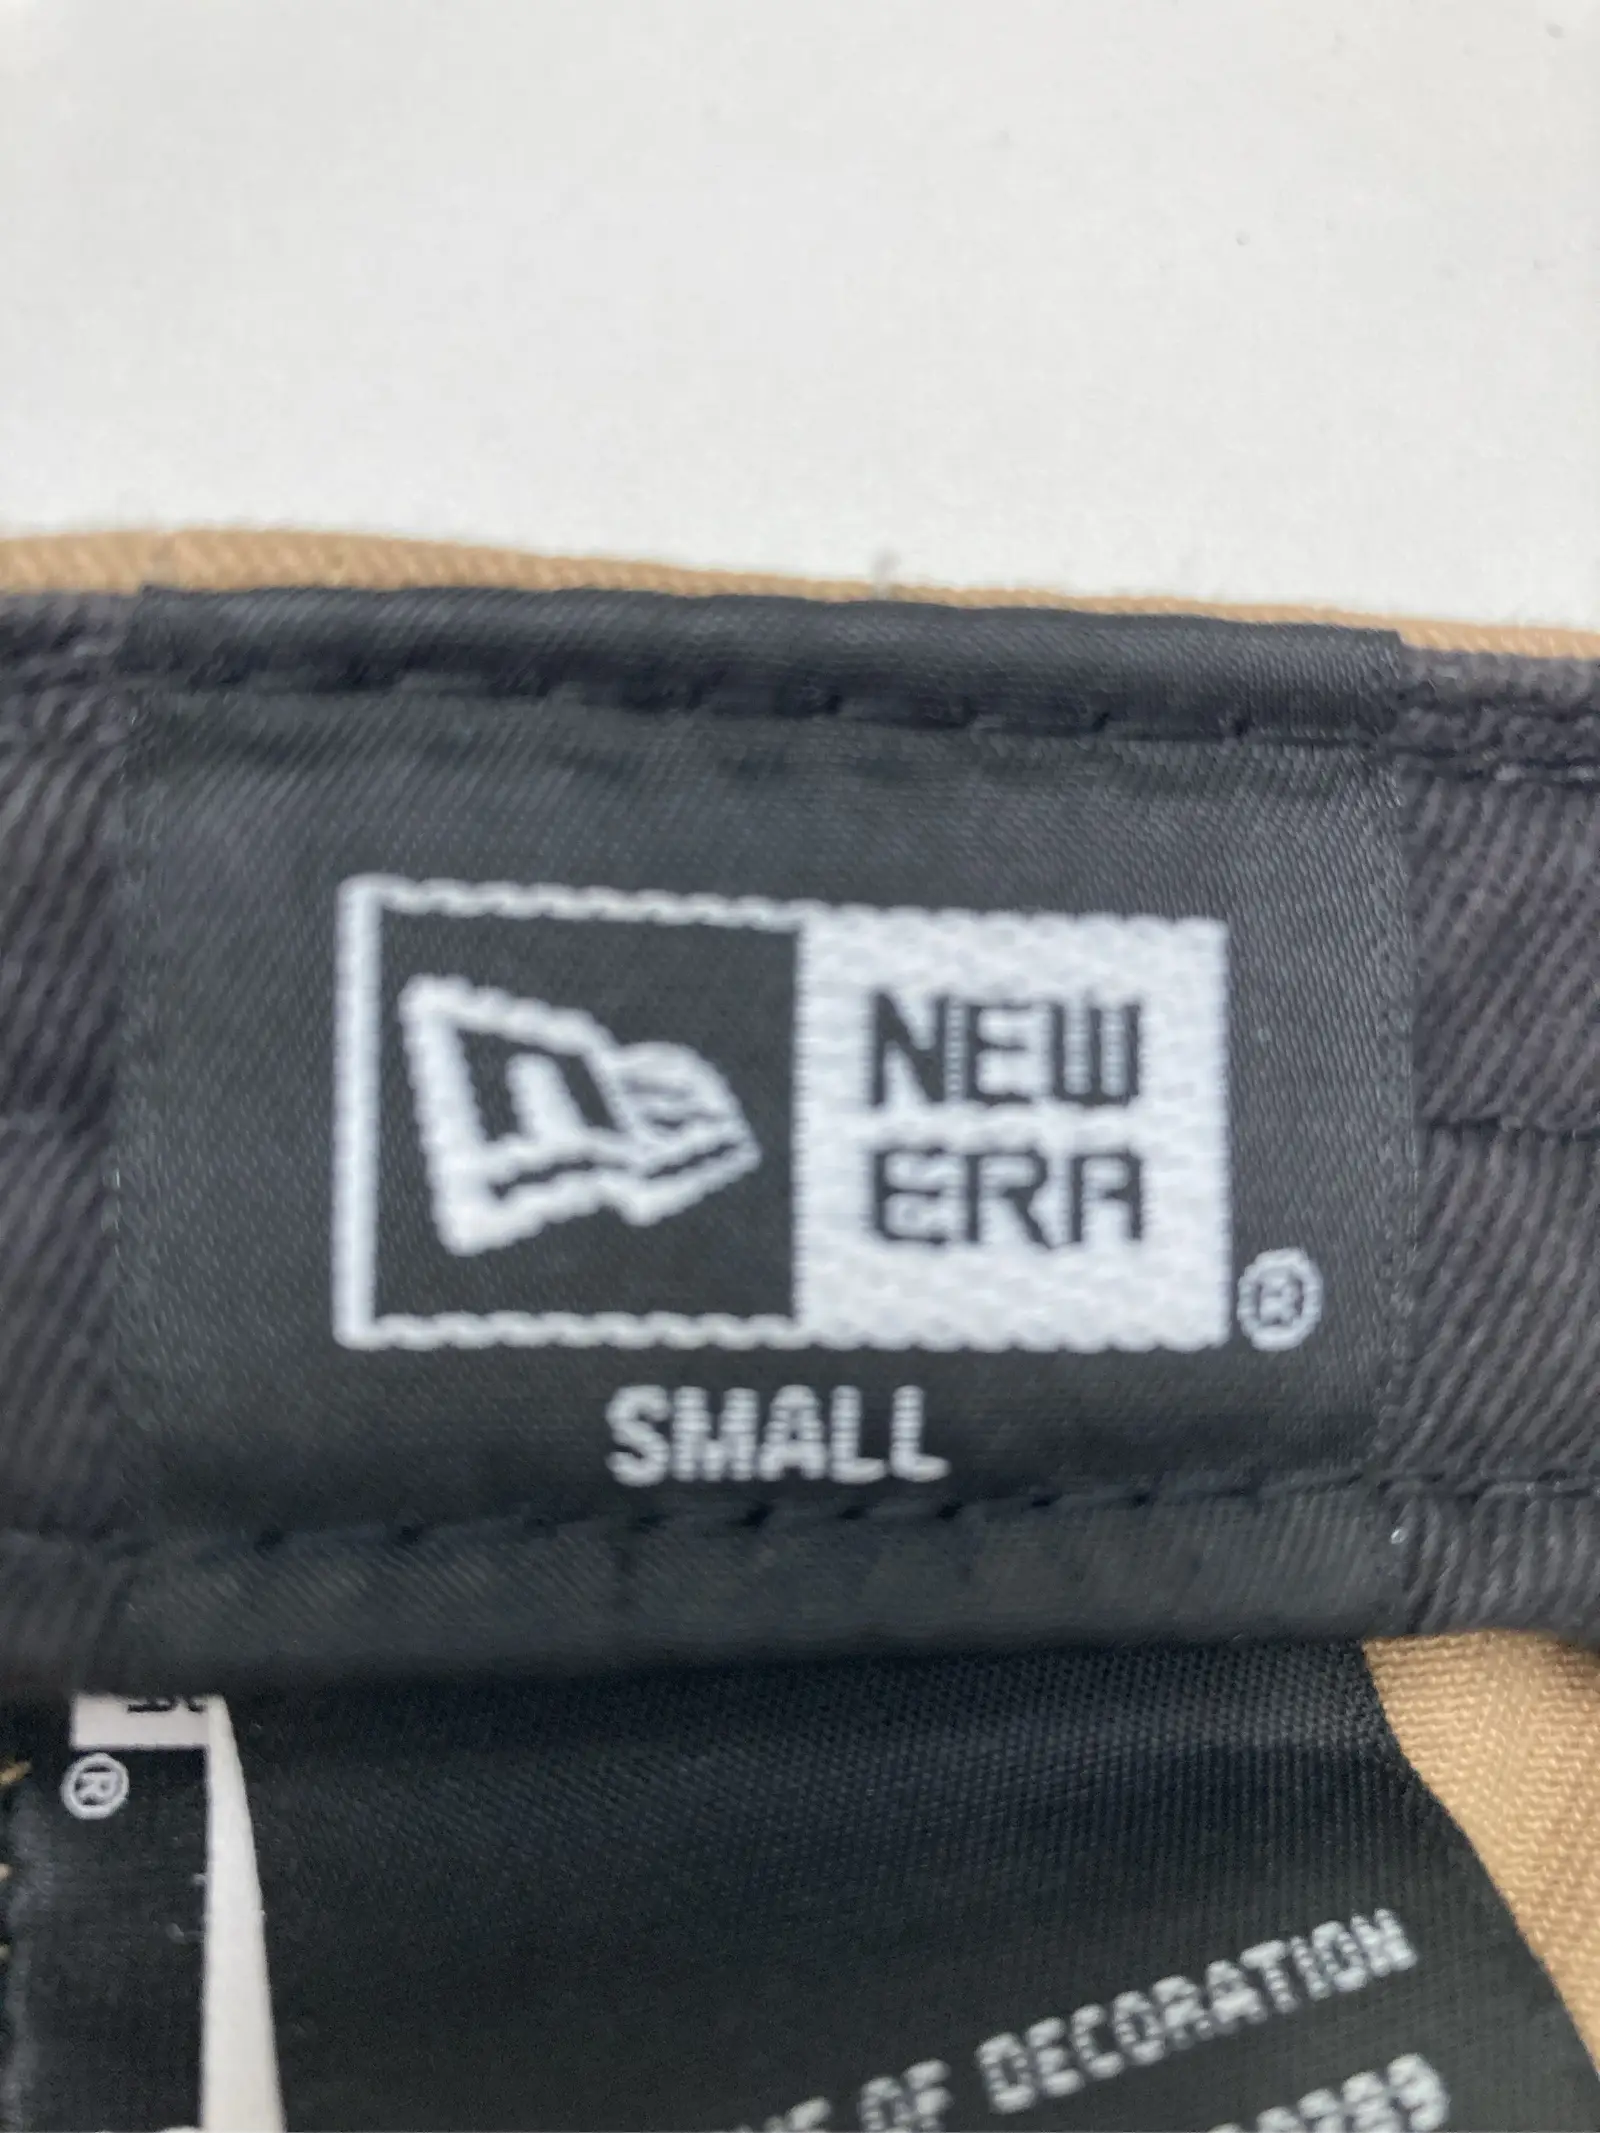 NEW
ERA
®
SMALL
®
OF DECORATION